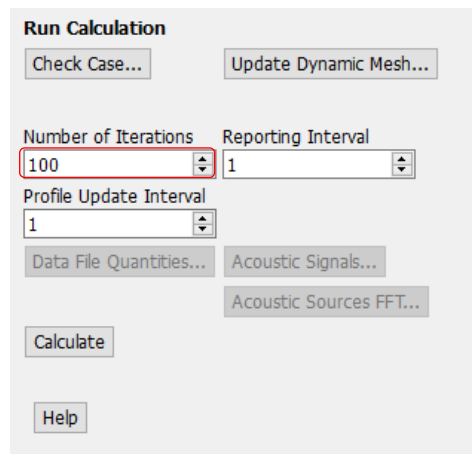 Run Calculation
Check Case... Update Dynamic Mesh...
Number of Iterations Reporting Interval
100 1
Profile Update Interval
1
Data File Quantities... Acoustic Signals...
Acoustic Sources FFT...
Calculate
Help